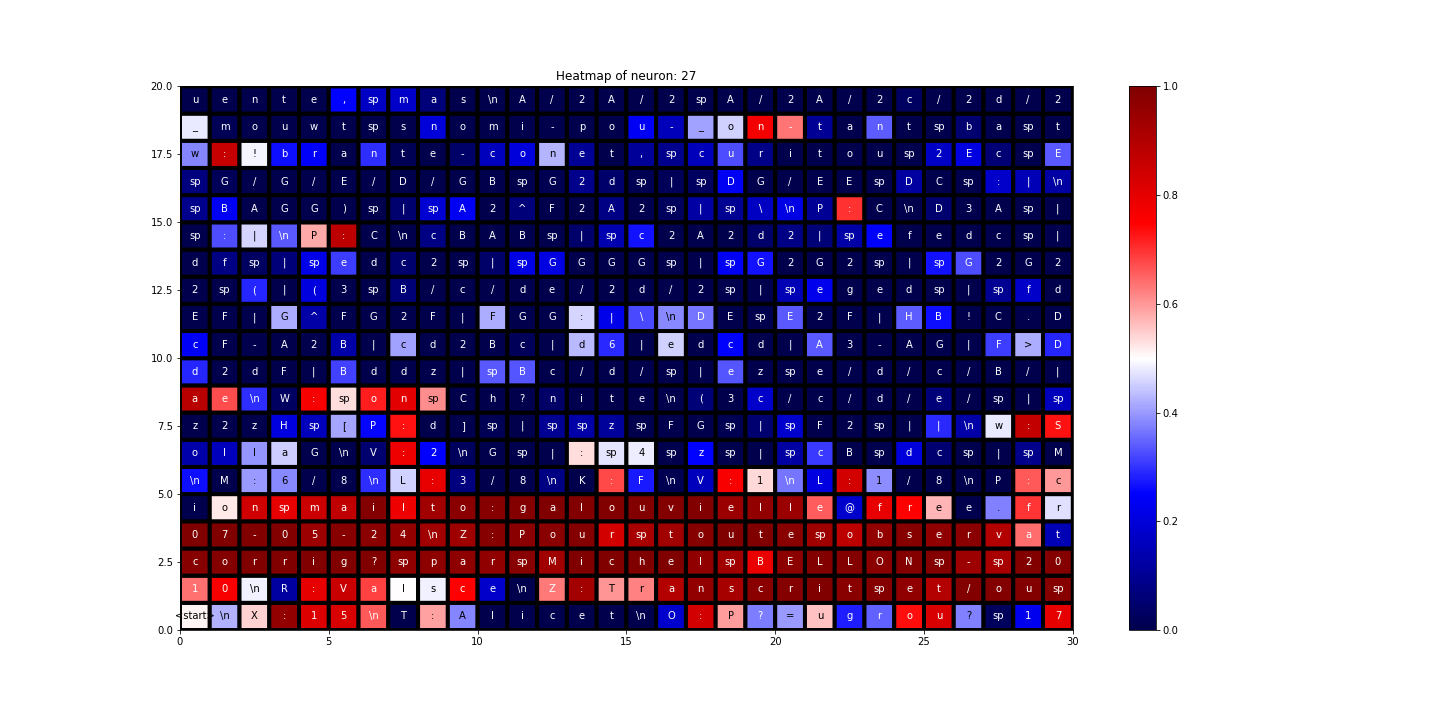 Heatmap of neuron: 27
20.0
u e n t e , sp m a s \n A / 2 A / 2 sp A / 2 A / 2 c / 2 d / 2
_ m o u w t sp s n o m i - p o u - _ o n - t a n t sp b a sp t
17.5 w : ! b r a n t e - c o n e t , sp c u r i t o u sp 2 E c sp E
sp G / G / E / D / G B sp G 2 d sp | sp D G / E E sp D C sp : | \n
sp B A G G ) sp | sp A 2 ^ F 2 A 2 sp | sp \ \n P : C \n D 3 A sp |
15.0
sp : | \n P : C \n c B A B sp | sp c 2 A 2 d 2 | sp e f e d c sp |
d f sp | sp e d c 2 sp | sp G G G G sp | sp G 2 G 2 sp | sp G 2 G 2
12.5 2 sp ( | ( 3 sp B / c / d e / 2 d / 2 sp | sp e g e d sp | sp f d
E F | G ^ F G 2 F | F G G : | \ \n D E sp E 2 F | H B ! C . D
c F - A 2 B | c d 2 B c | d 6 | e d c d | A 3 - A G | F > D
10.0
d 2 d F | B d d z | sp B c / d / sp | e z sp e / d / c / B / |
a e \n W : sp o n sp C h ? n i t e \n ( 3 c / c / d / e / sp | sp
7.5 z 2 z H sp [ P : d ] sp | sp sp z sp F G sp | sp F 2 sp | | \n w : S
o l l a G \n V : 2 \n G sp | : sp 4 sp z sp | sp c B sp d c sp | sp M
\n M : 6 / 8 \n L : 3 / 8 \n K : F \n V : 1 \n L : 1 / 8 \n P : c
5.0
i o n sp m a i l t o : g a l o u v i e l l e @ f r e e . f r
0 7 - 0 5 - 2 4 \n Z : P o u r sp t o u t e sp o b s e r v a t
2.5 c o r r i g ? sp p a r sp M i c h e l sp B E L L O N sp - sp 2 0
1 0 \n R : V a l s c e \n Z : T r a n s c r i t sp e t / o u sp
<start> \n X : 1 5 \n T : A l i c e t \n O : P ? = u g r o u ? sp 1 7
0.0
0 5 10 15 20 25 30
1.0
0.8
0.6
0.4
0.2
0.0